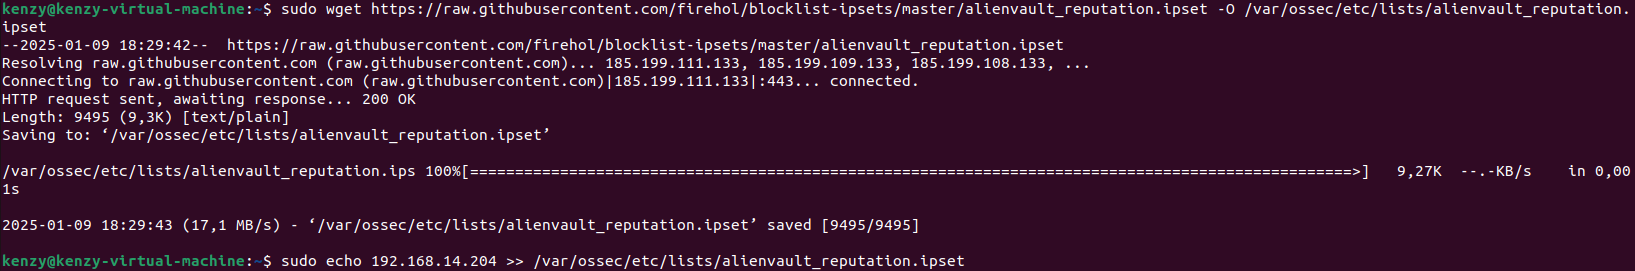 kenzy@kenzy-virtual-machine:~$ sudo wget https://raw.githubusercontent.com/firehol/blocklist-ipsets/master/alienvault_reputation.ipset -O /var/ossec/etc/lists/alienvault_reputation.
ipset
--2025-01-09 18:29:42--  https://raw.githubusercontent.com/firehol/blocklist-ipsets/master/alienvault_reputation.ipset
Resolving raw.githubusercontent.com (raw.githubusercontent.com)... 185.199.111.133, 185.199.109.133, 185.199.108.133, ...
Connecting to raw.githubusercontent.com (raw.githubusercontent.com)|185.199.111.133|:443... connected.
HTTP request sent, awaiting response... 200 OK
Length: 9495 (9,3K) [text/plain]
Saving to: ‘/var/ossec/etc/lists/alienvault_reputation.ipset’
/var/ossec/etc/lists/alienvault_reputation.ips 100%[==================================================================================================>]   9,27K  --.-KB/s    in 0,00
1s
2025-01-09 18:29:43 (17,1 MB/s) - ‘/var/ossec/etc/lists/alienvault_reputation.ipset’ saved [9495/9495]
kenzy@kenzy-virtual-machine:~$ sudo echo 192.168.14.204 >> /var/ossec/etc/lists/alienvault_reputation.ipset